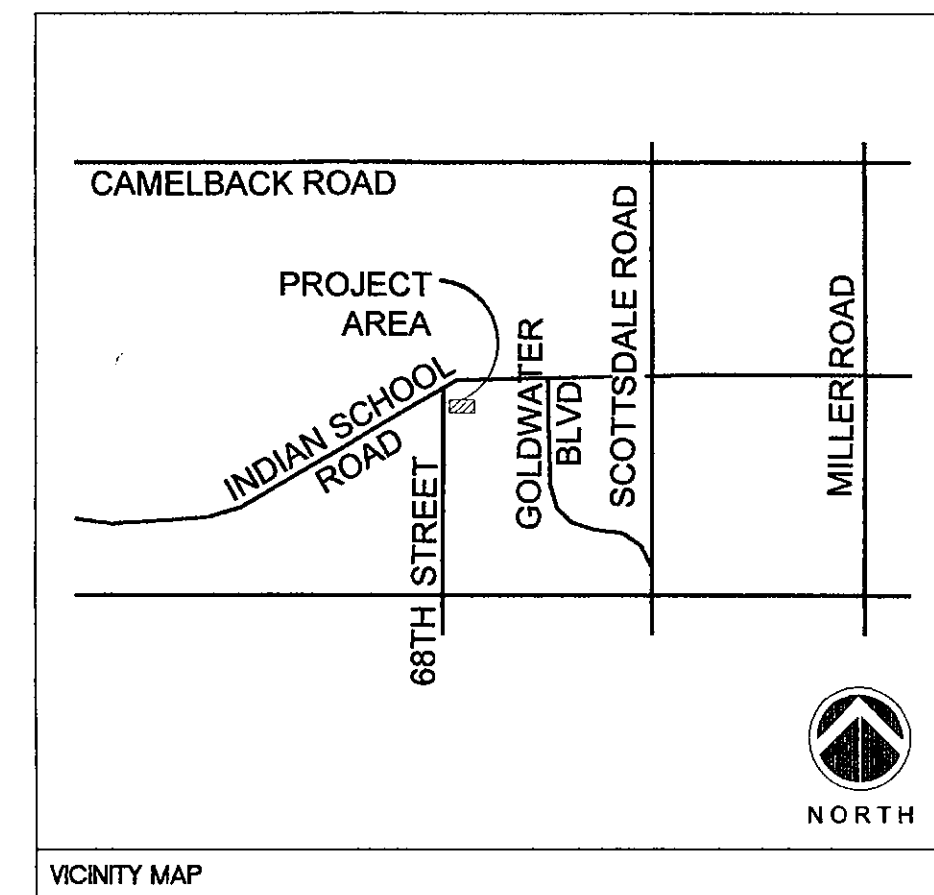 CAMELBACK ROAD
PROJECT
AREA
INDIAN SCHOOL
ROAD
68TH STREET
GOLDWATER
BLVD
SCOTTSDALE ROAD
MILLER ROAD
NORTH
VICINITY MAP